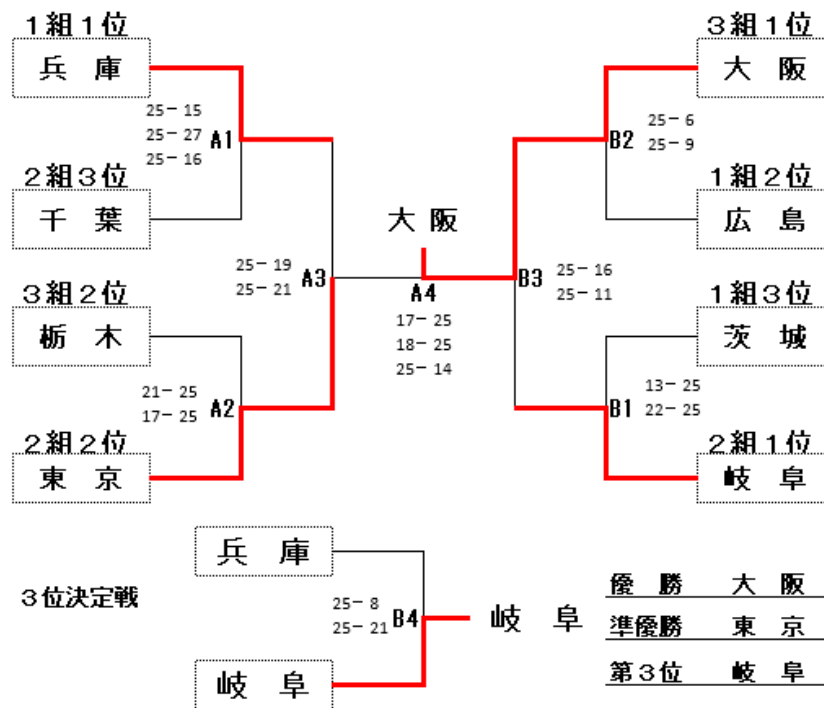 1組1位
兵 庫
25－ 15
25－ 27
25－ 16
A1
2組3位
千 葉
25－ 19
25－ 21
A3
3組2位
栃 木
21－ 25
17－ 25
A2
2組2位
東 京
大 阪
A4
17－ 25
18－ 25
25－ 14
3組1位
大 阪
B2
25－ 6
25－ 9
1組2位
広 島
B3
25－ 16
25－ 11
1組3位
茨 城
B1
13－ 25
22－ 25
2組1位
岐 阜
3位決定戦
兵 庫
25－ 8
25－ 21
B4
岐 阜
岐 阜
優 勝 大 阪
準優勝 東 京
第3位 岐 阜